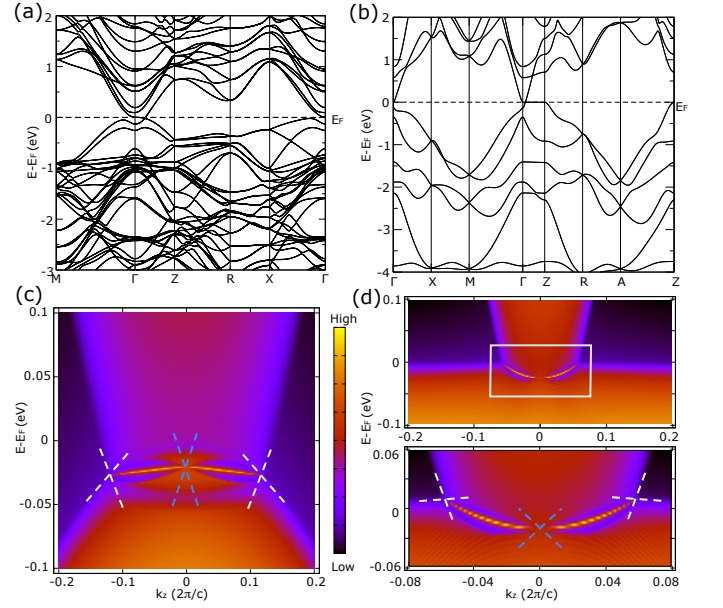 (a)
2
1
0
-1
-2
-3
E-EF (eV)
EF
M Γ Z R X Γ
(b)
2
1
0
-1
-2
-3
-4
E-EF (eV)
EF
Γ X M Γ Z R A Z
(c)
0.1
0.05
0
-0.05
-0.1
E-EF (eV)
-0.2 -0.1 0 0.1 0.2
kz (2π/c)
High
Low
(d)
0.1
0
-0.1
-0.2 -0.1 0 0.1 0.2
E-EF (eV)
0.06
0
-0.06
-0.08 -0.04 0 0.04 0.08
kz (2π/c)